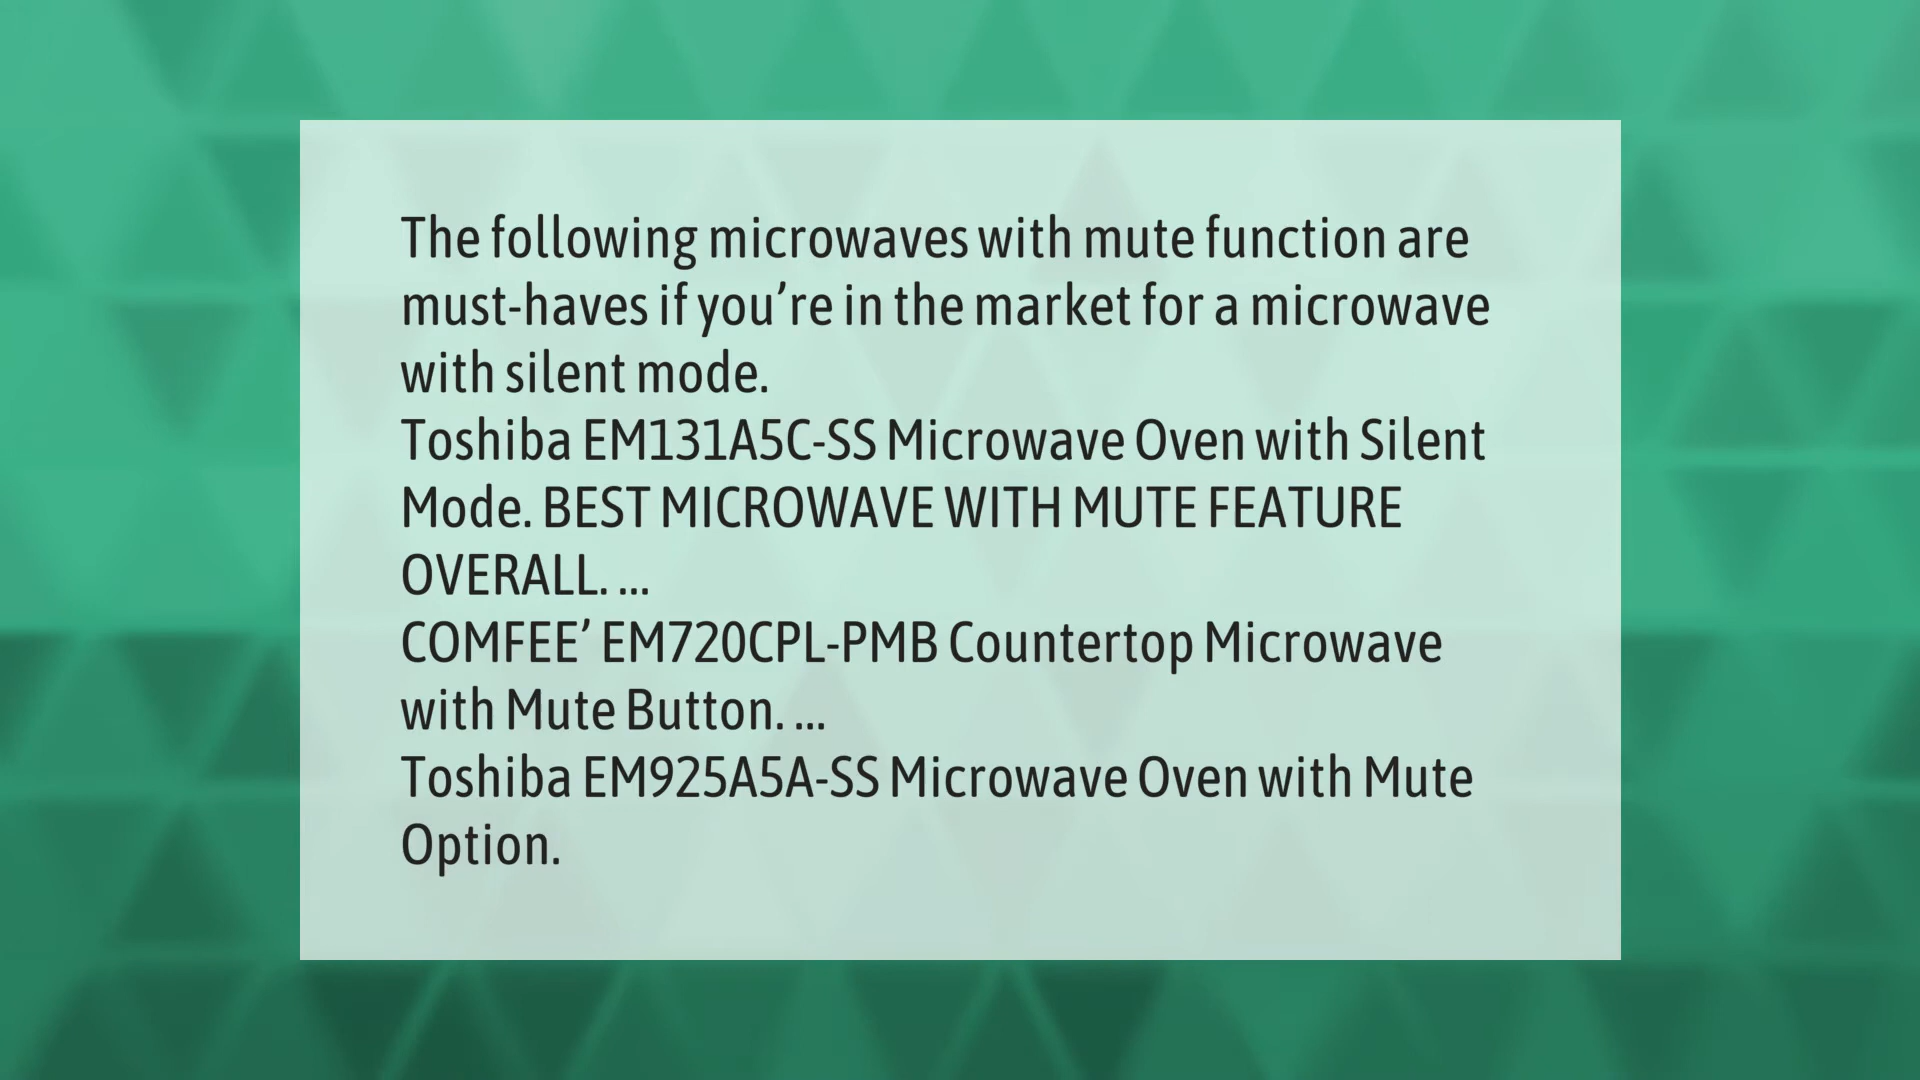 The following microwaves with mute function are
must-haves if you’re in the market for a microwave
with silent mode.
Toshiba EM131A5C-SS Microwave Oven with Silent
Mode. BEST MICROWAVE WITH MUTE FEATURE
OVERALL. ...
COMFEE’ EM720CPL-PMB Countertop Microwave
with Mute Button. ...
Toshiba EM925A5A-SS Microwave Oven with Mute
Option.